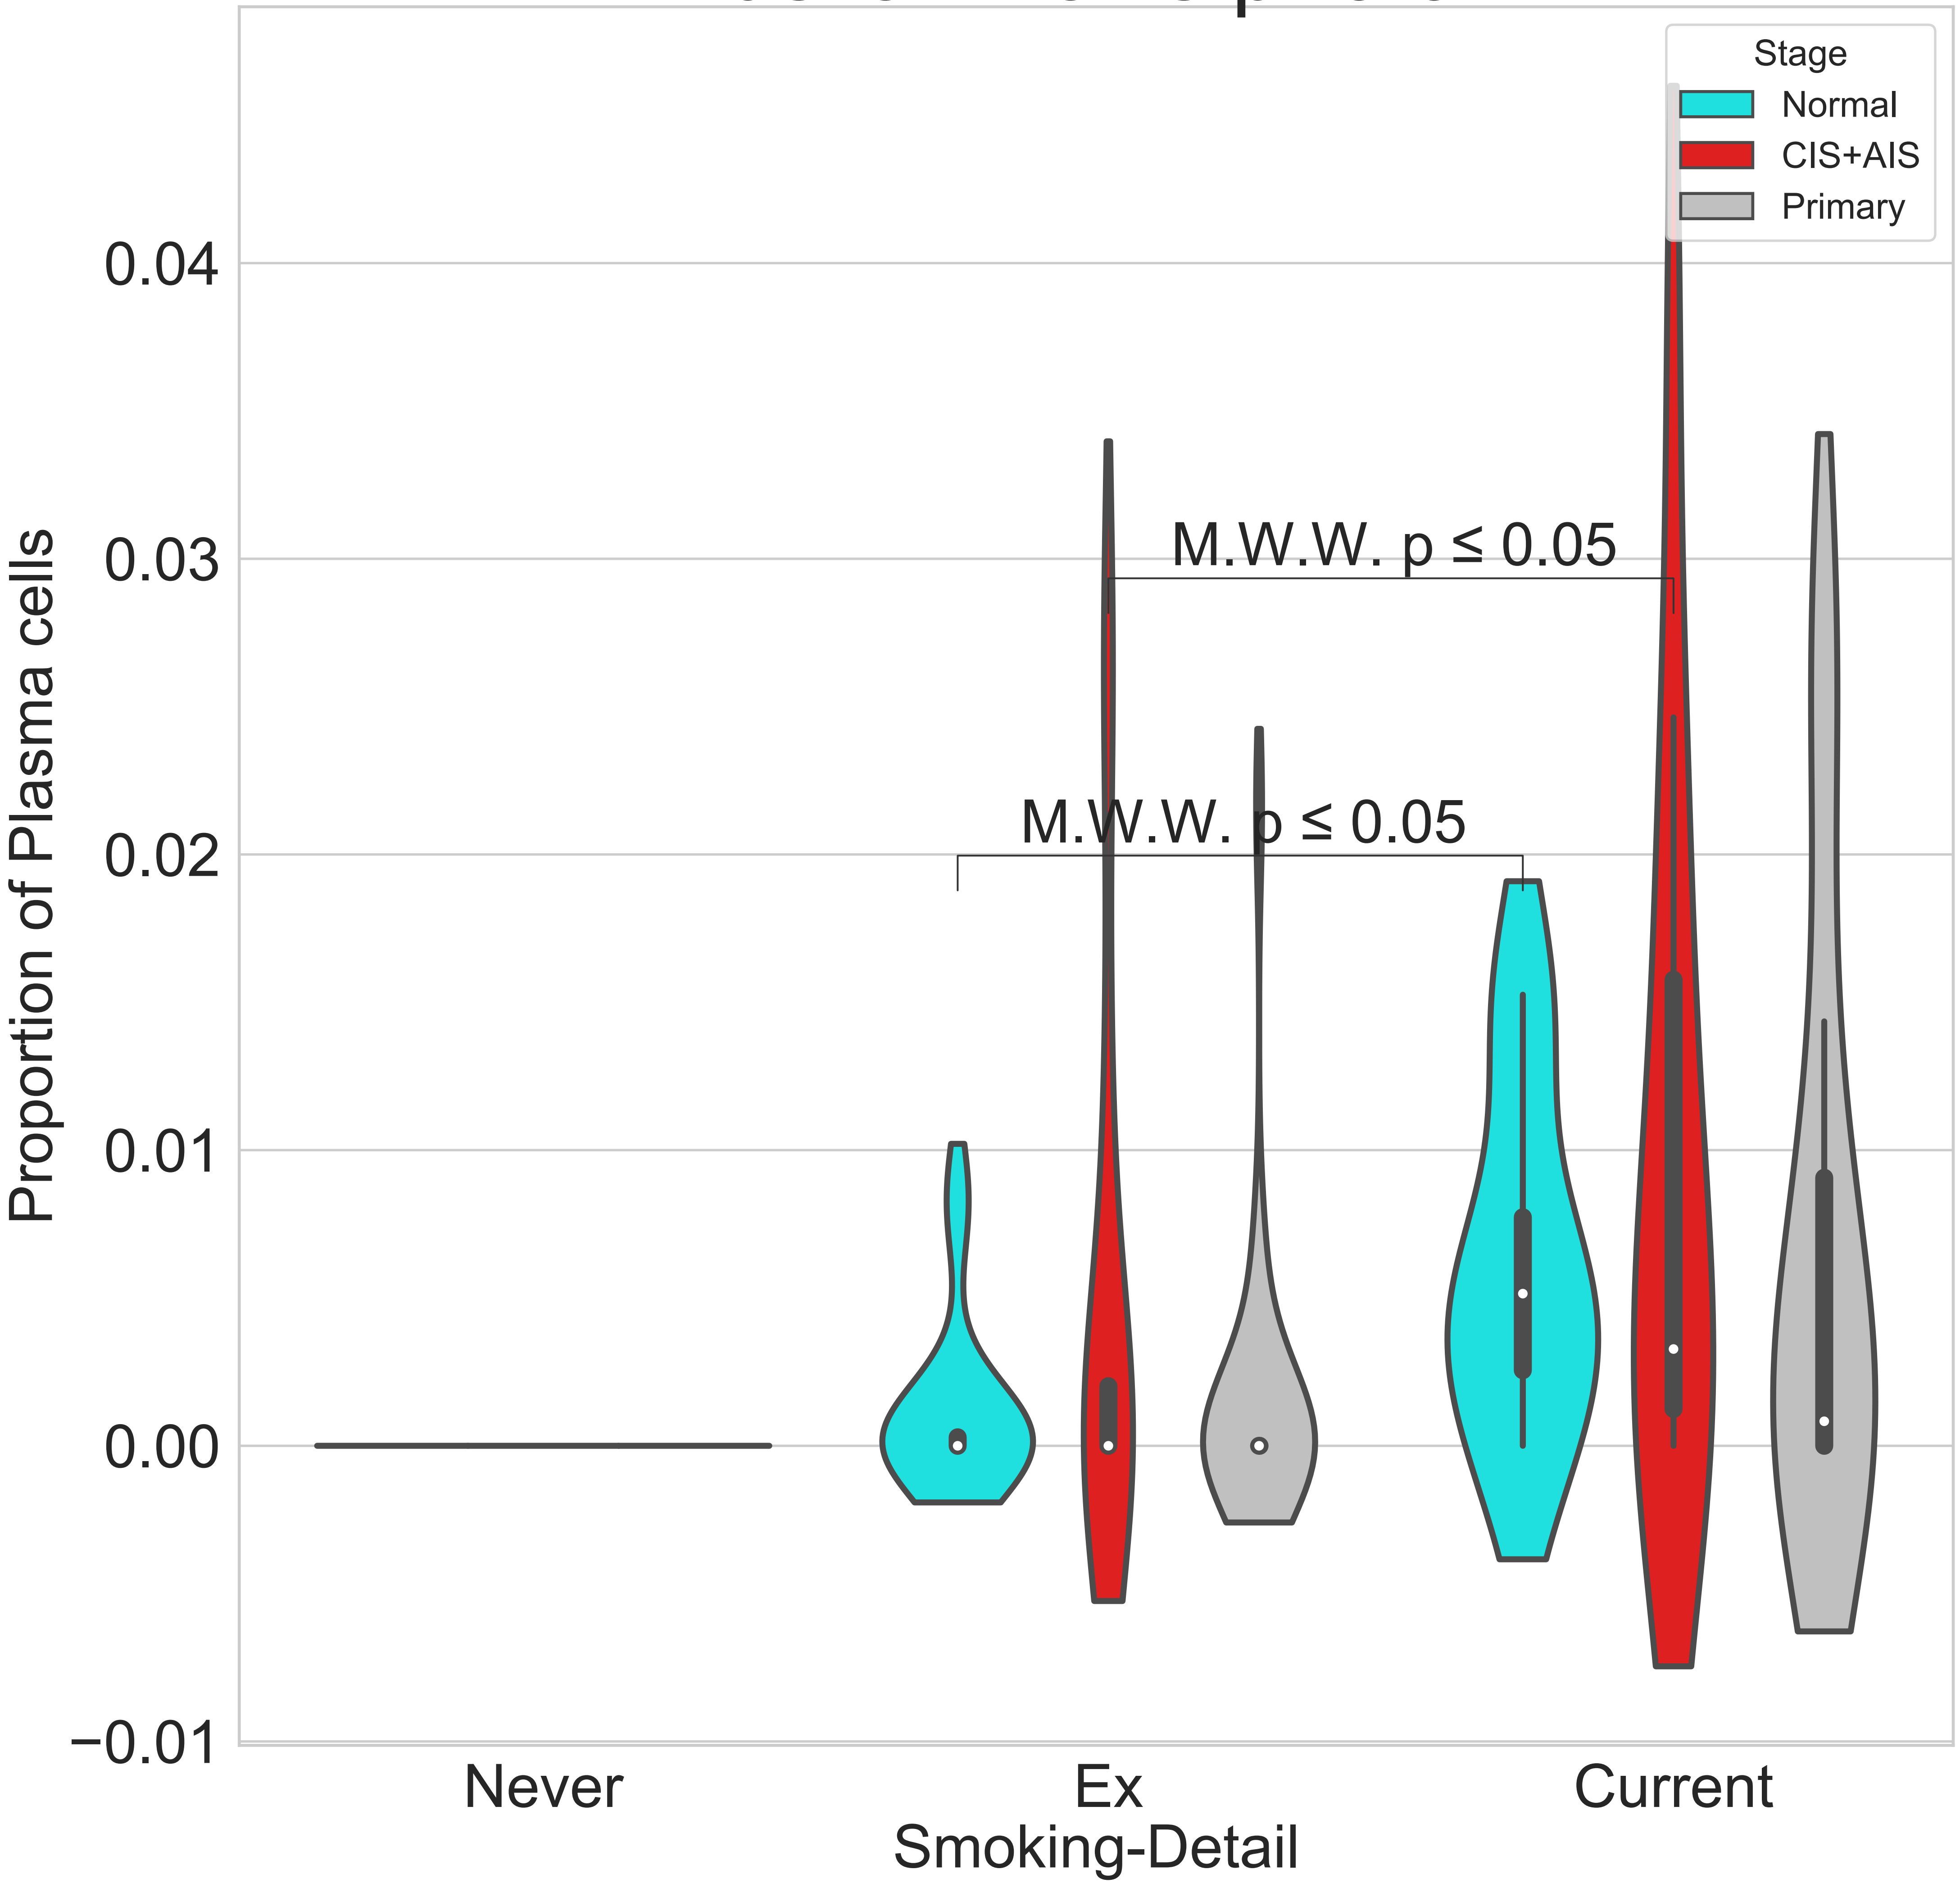 Stage
Normal
CIS+AIS
Primary
0.04
0.03
0.02
0.01
0.00
−0.01
Proportion of Plasma cells
M.W.W. p ≤ 0.05
M.W.W. p ≤ 0.05
Never
Ex
Current
Smoking-Detail